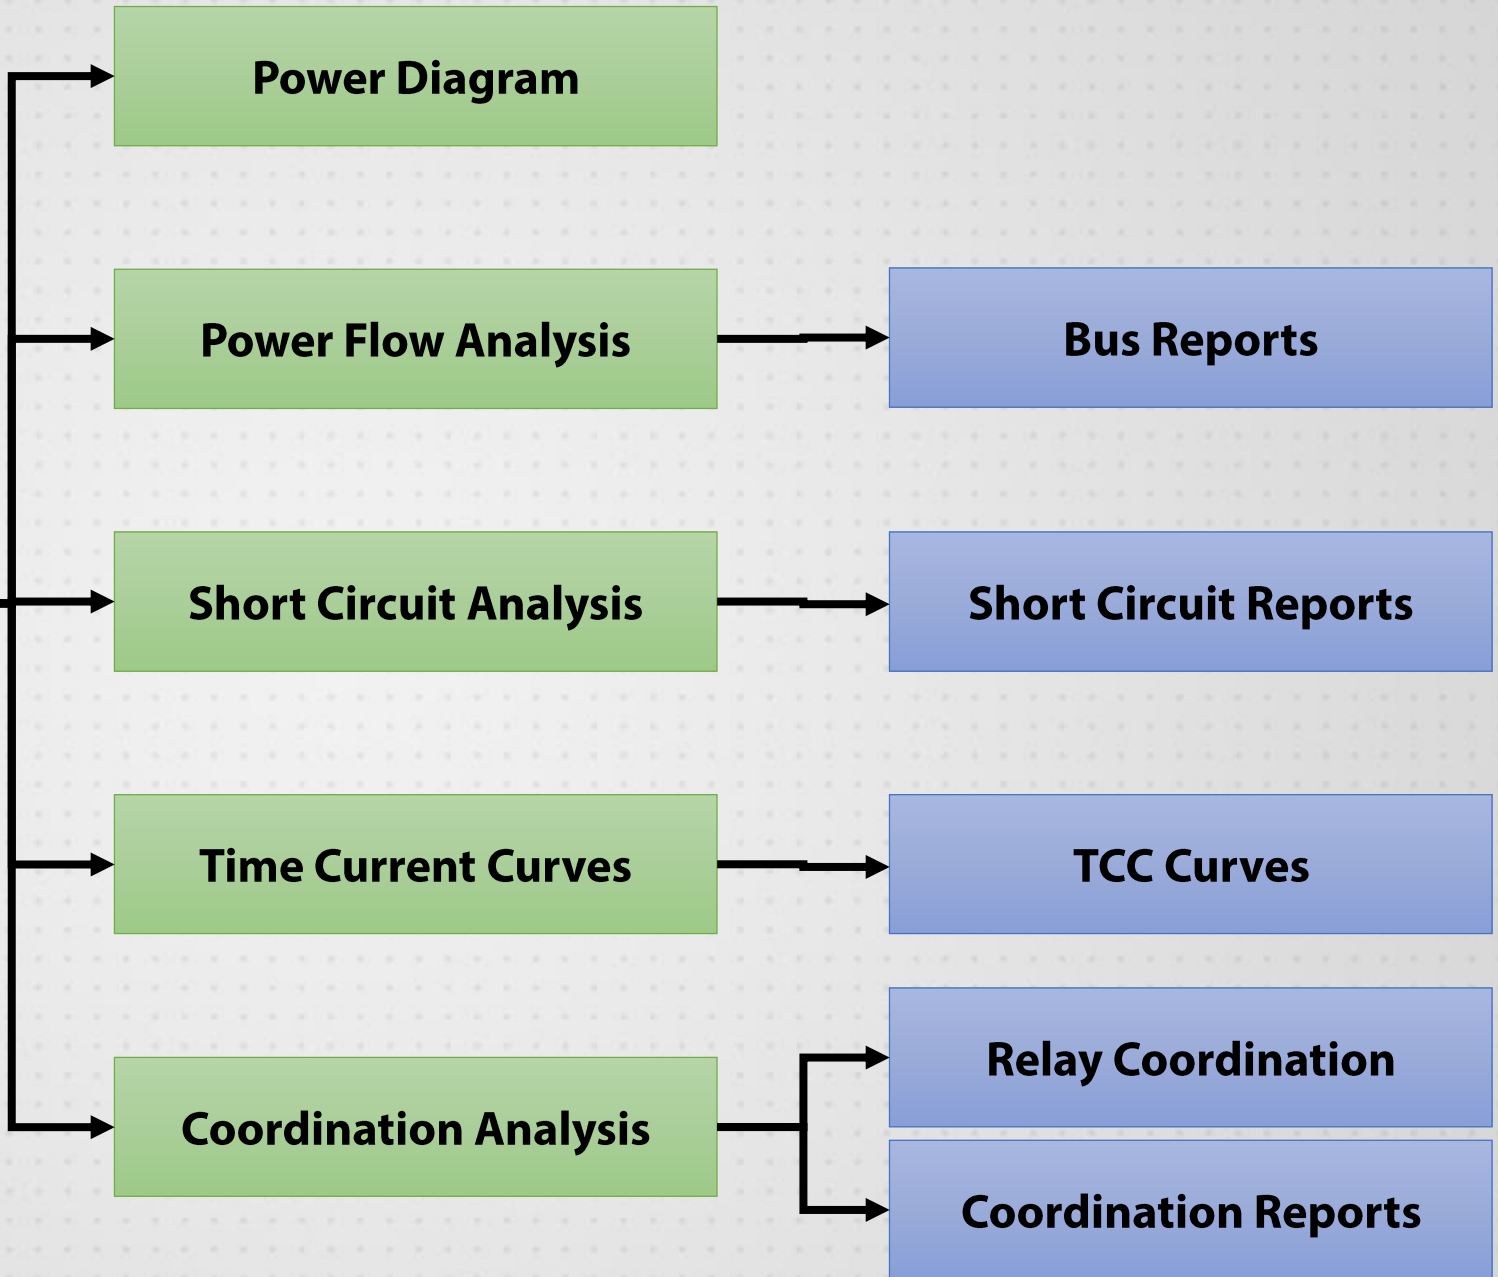 Power Diagram
Power Flow Analysis
Bus Reports
Short Circuit Analysis
Short Circuit Reports
Time Current Curves
TCC Curves
Relay Coordination
Coordination Analysis
Coordination Reports